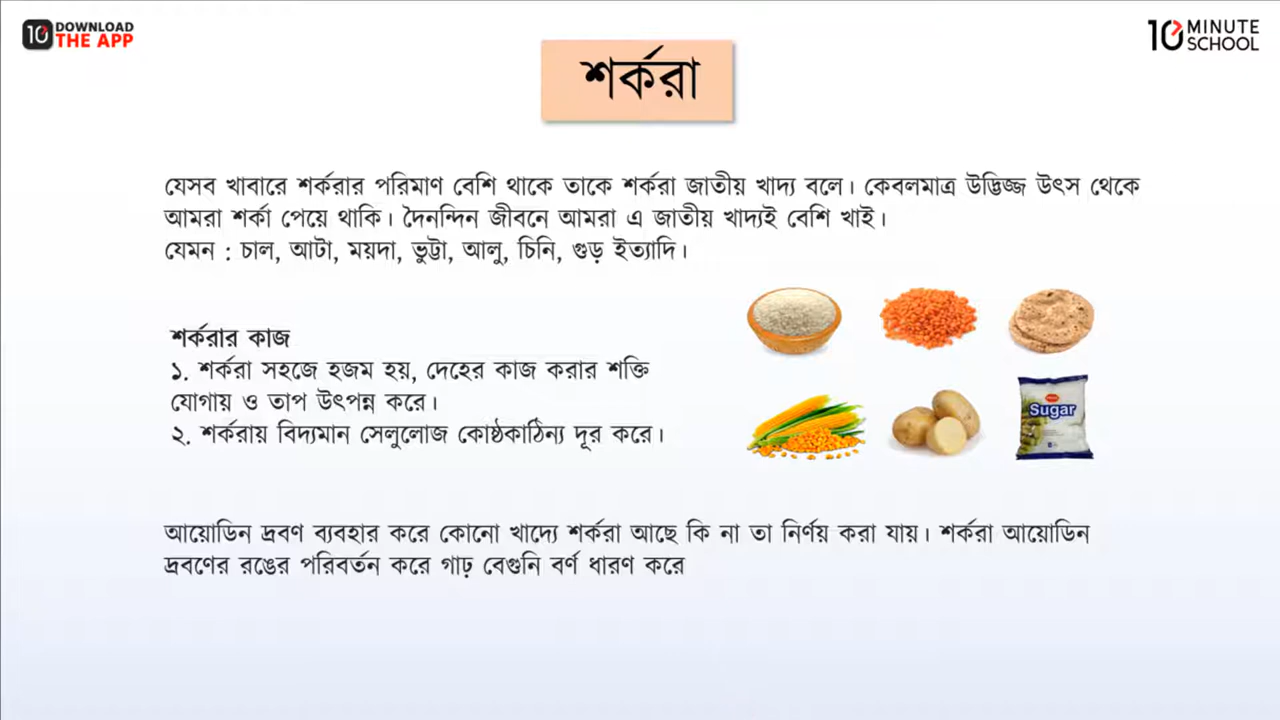 10 DOWNLOAD
THE APP
10 MINUTE
SCHOOL
শর্করা
যেসব খাবারে শর্করার পরিমাণ বেশি থাকে তাকে শর্করা জাতীয় খাদ্য বলে। কেবলমাত্র উদ্ভিজ্জ উৎস থেকে
আমরা শর্কা পেয়ে থাকি। দৈনন্দিন জীবনে আমরা এ জাতীয় খাদ্যই বেশি খাই।
যেমন : চাল, আটা, ময়দা, ভুট্টা, আলু, চিনি, গুড় ইত্যাদি।
শর্করার কাজ
১. শর্করা সহজে হজম হয়, দেহের কাজ করার শক্তি
যোগায় ও তাপ উৎপন্ন করে।
২. শর্করায় বিদ্যমান সেলুলোজ কোষ্ঠকাঠিন্য দূর করে।
Sugar
আয়োডিন দ্রবণ ব্যবহার করে কোনো খাদ্যে শর্করা আছে কি না তা নির্ণয় করা যায়। শর্করা আয়োডিন
দ্রবণের রঙের পরিবর্তন করে গাঢ় বেগুনি বর্ণ ধারণ করে